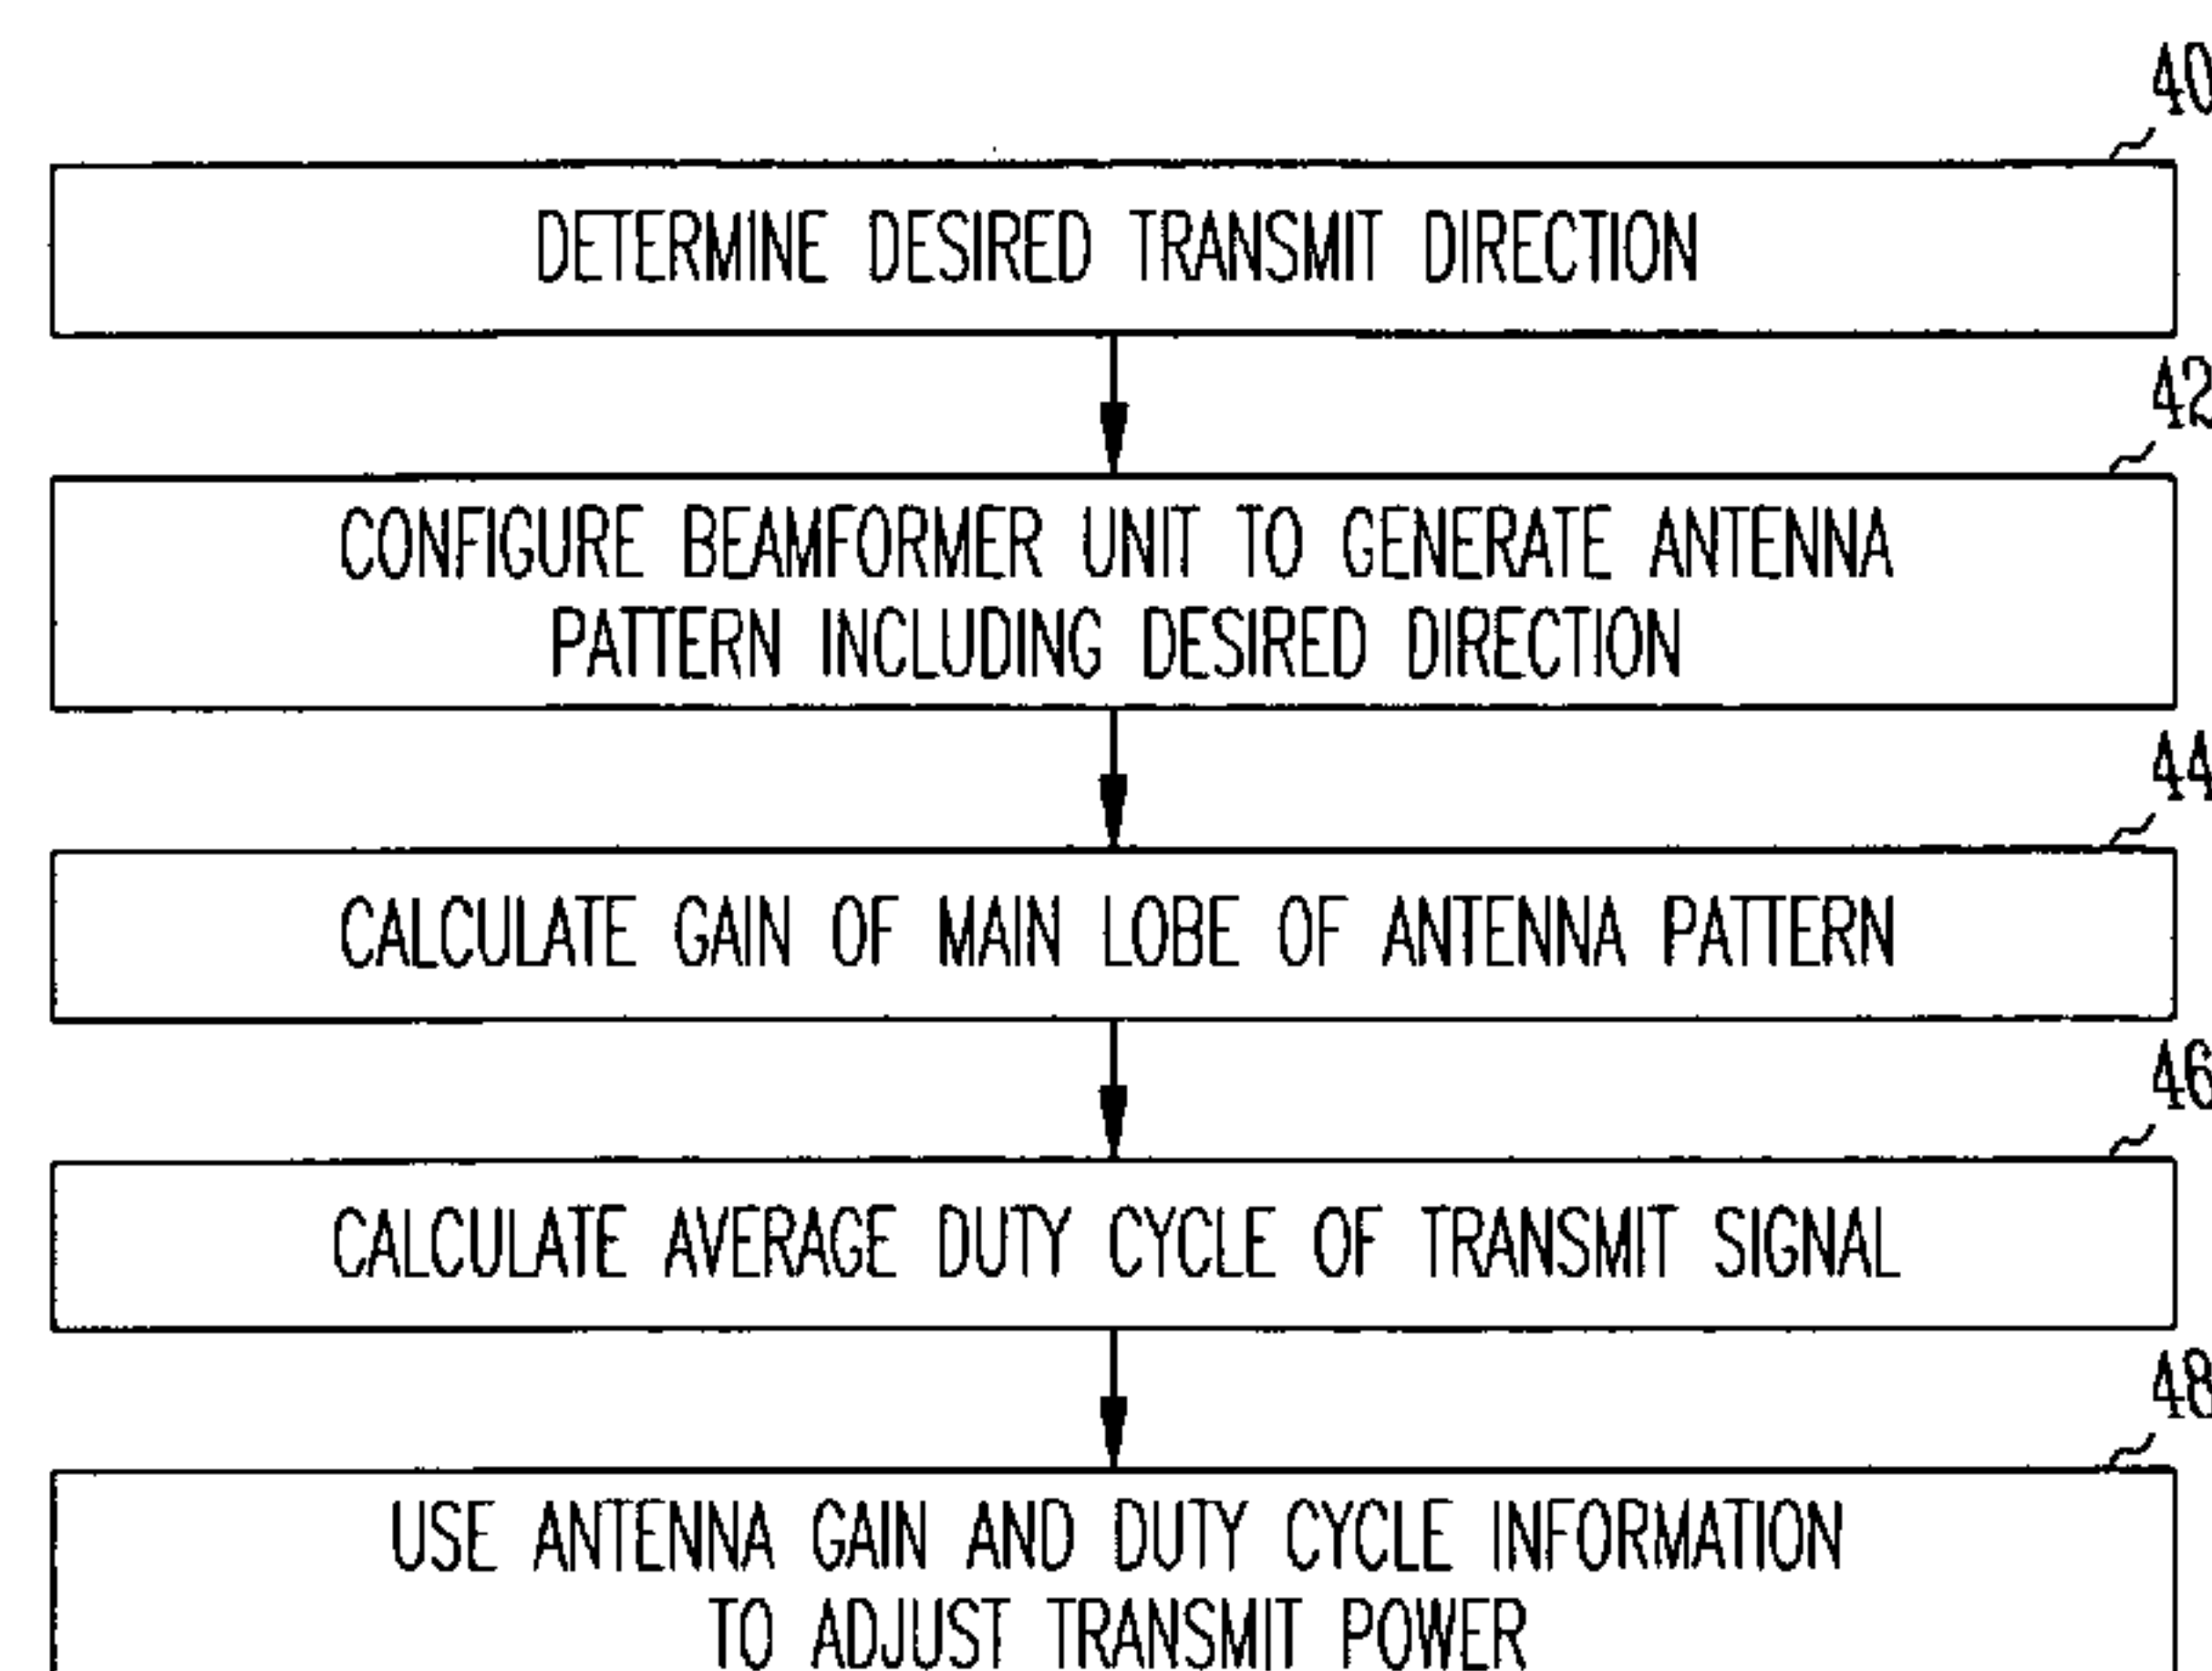 40
DETERMINE DESIRED TRANSMIT DIRECTION
42
CONFIGURE BEAMFORMER UNIT TO GENERATE ANTENNA
PATTERN INCLUDING DESIRED DIRECTION
44
CALCULATE GAIN OF MAIN LOBE OF ANTENNA PATTERN
46
CALCULATE AVERAGE DUTY CYCLE OF TRANSMIT SIGNAL
48
USE ANTENNA GAIN AND DUTY CYCLE INFORMATION
TO ADJUST TRANSMIT POWER